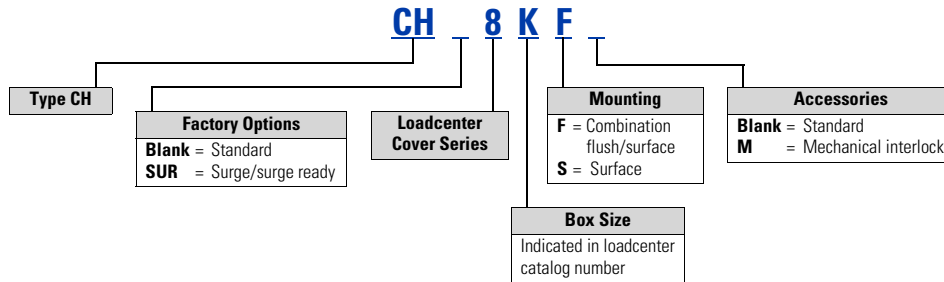 CH _ 8 K F _
Type CH
Factory Options
Blank = Standard
SUR = Surge/surge ready
Loadcenter
Cover Series
Mounting
F = Combination
flush/surface
S = Surface
Accessories
Blank = Standard
M = Mechanical interlock
Box Size
Indicated in loadcenter
catalog number